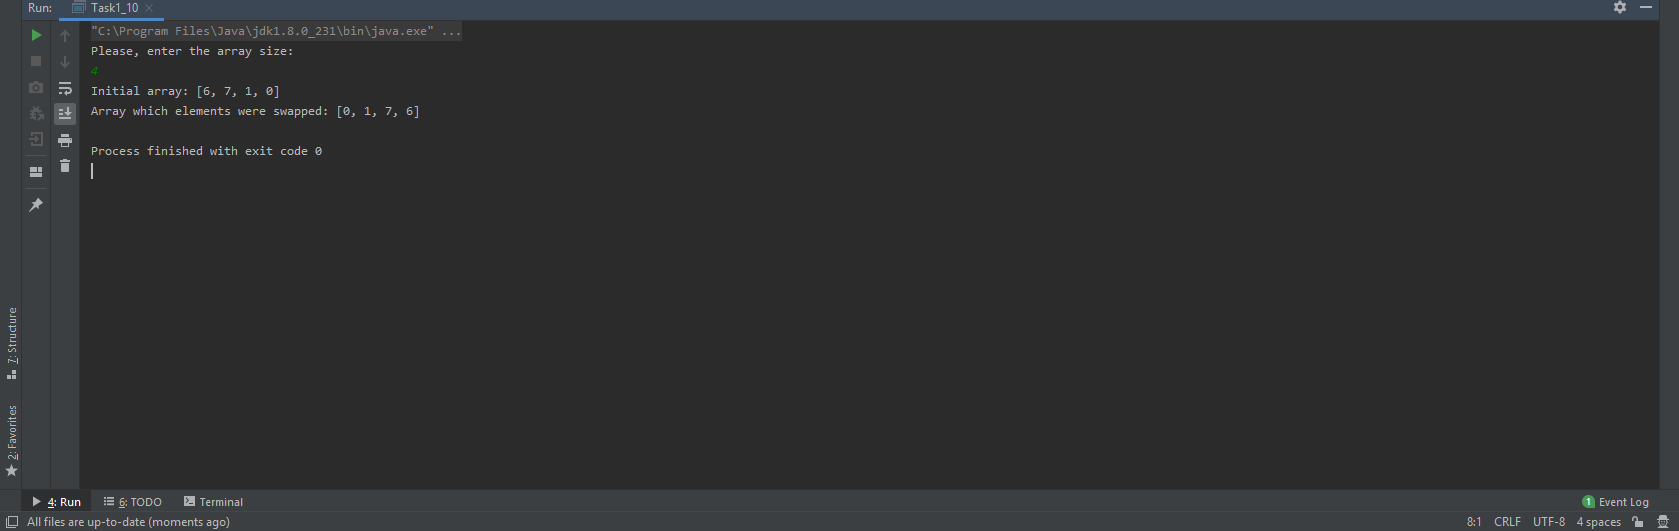 Run: Task1_10
"C:\Program Files\Java\jdk1.8.0_231\bin\java.exe" ...
Please, enter the array size:
4
Initial array: [6, 7, 1, 0]
Array which elements were swapped: [0, 1, 7, 6]
Process finished with exit code 0
7: Structure
2: Favorites
4: Run 6: TODO Terminal 1 Event Log
All files are up-to-date (moments ago) 8:1 CRLF UTF-8 4 spaces